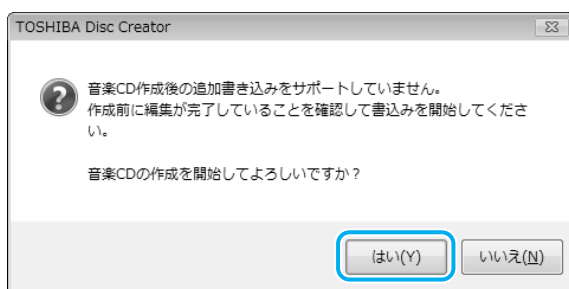 TOSHIBA Disc Creator
音楽CD作成後の追加書き込みをサポートしていません。
作成前に編集が完了していることを確認して書込みを開始してくださ
い。
音楽CDの作成を開始してよろしいですか？
はい(Y)
いいえ(N)